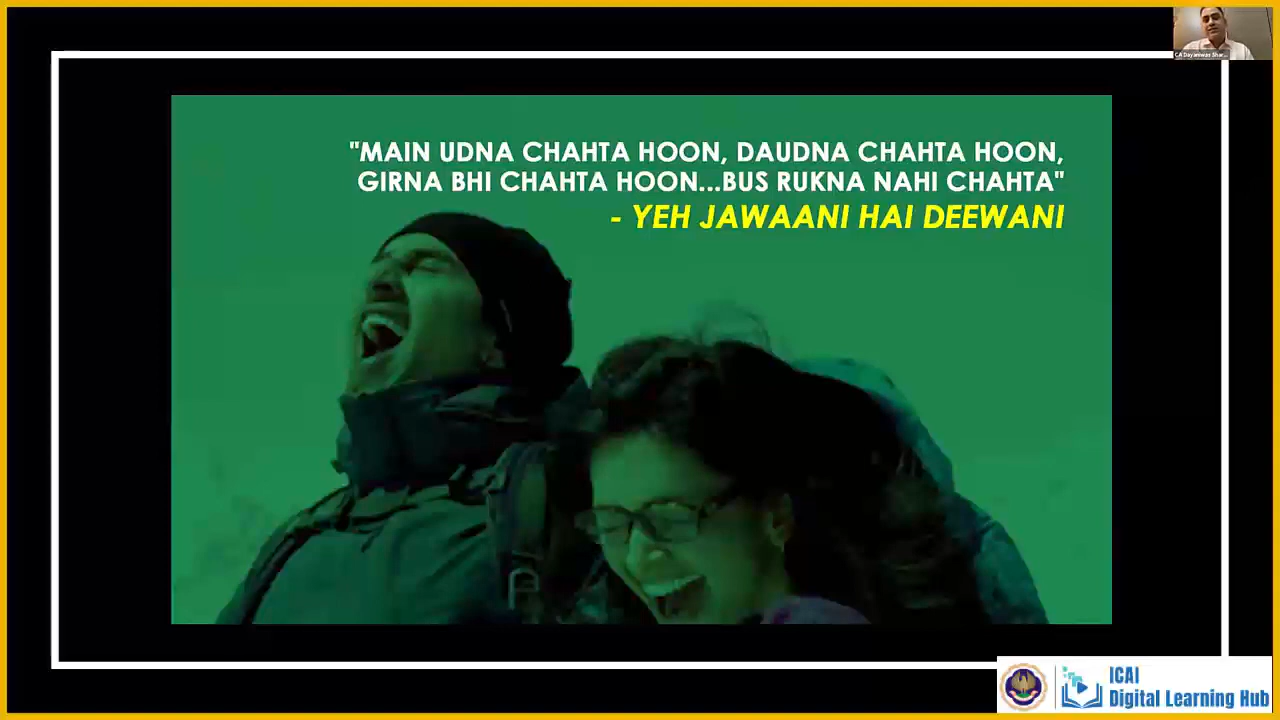 "MAIN UDNA CHAHTA HOON, DAUDNA CHAHTA HOON,
GIRNA BHI CHAHTA HOON...BUS RUKNA NAHI CHAHTA"
- YEH JAWAANI HAI DEEWANI
ICAI
Digital Learning Hub